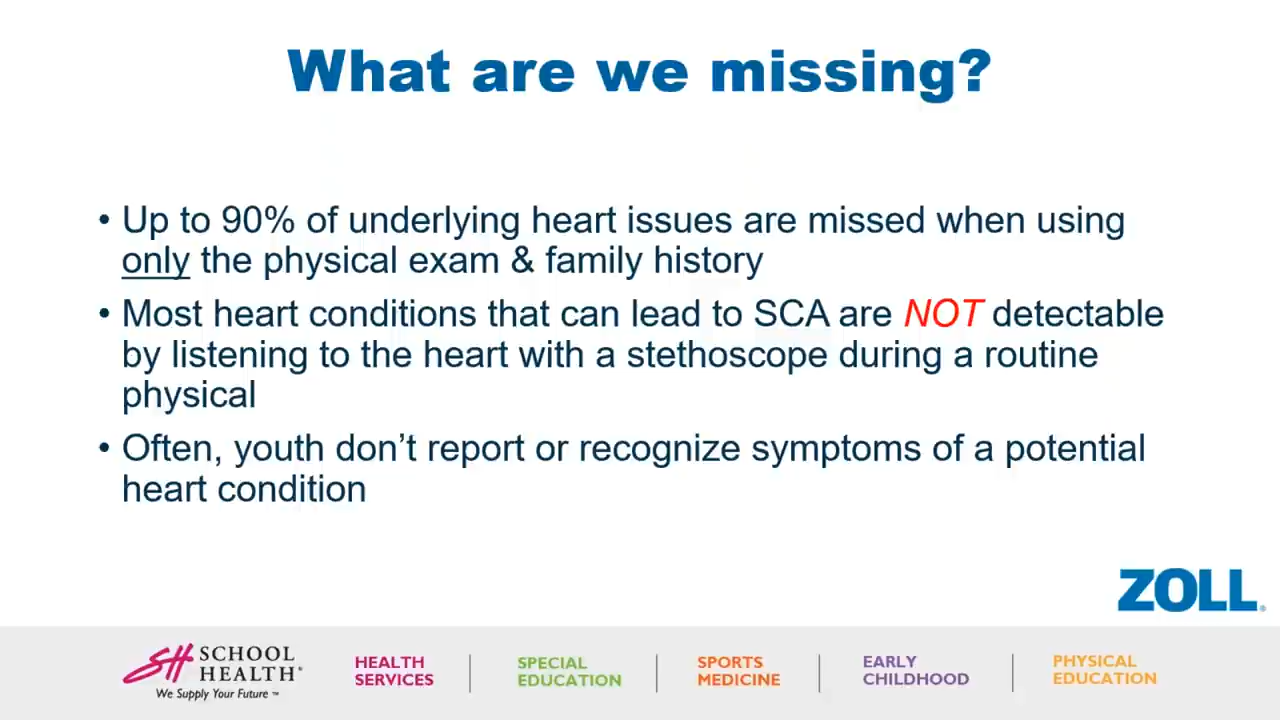 What are we missing?
• Up to 90% of underlying heart issues are missed when using
only the physical exam & family history
• Most heart conditions that can lead to SCA are NOT detectable
by listening to the heart with a stethoscope during a routine
physical
• Often, youth don't report or recognize symptoms of a potential
heart condition
ZOLL®
SH SCHOOL
HEALTH®
We Supply Your Future ™
HEALTH
SERVICES
SPECIAL
EDUCATION
SPORTS
MEDICINE
EARLY
CHILDHOOD
PHYSICAL
EDUCATION